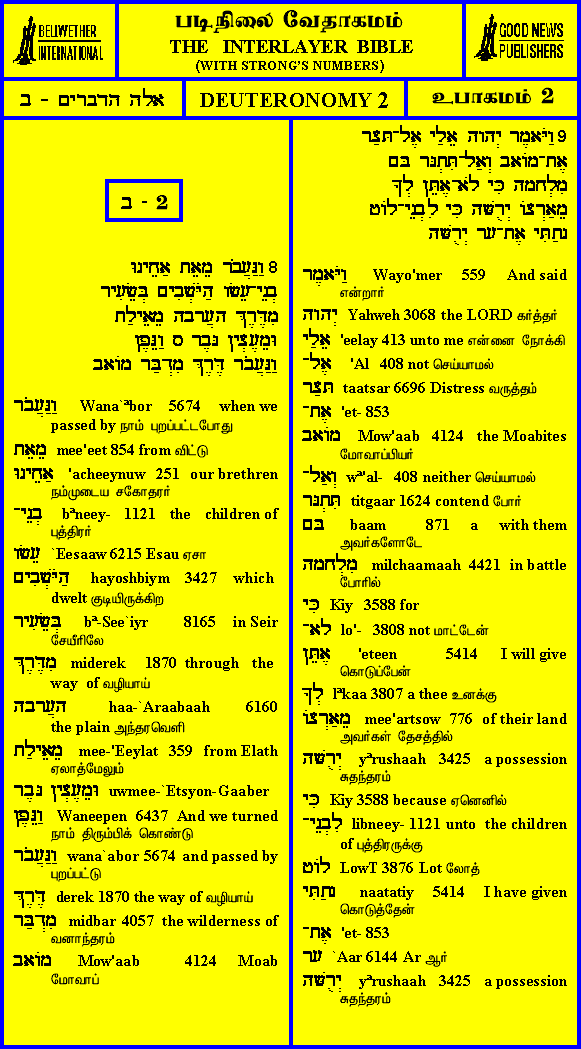 BELIWETHER INTERNATIONAL
படிநிலை வேதாகமம்
THE INTERLAYER BIBLE
(WITH STRONG'S NUMBERS)
GOOD NEWS PUBLISHERS
אלה הדברים - ב
DEUTERONOMY 2
உபாகமம் 2
ב - 2
8 וַנַּעֲבֹר מֵאֵת אַחֵינוּ
בְנֵי־עֵשָׂו הַיֹּשְׁבִים בְּשֵׂעִיר
מִדֶּרֶךְ הָעֲרָבָה מֵאֵילַת
וּמֵעֶצְיֹן גָּבֶר ס וַנֵּפֶן
וַנַּעֲבֹר דֶּרֶךְ מִדְבַּר מוֹאָב
וַנַּעֲבֹר Wana`ªbor 5674 when we
passed by நாம் புறப்பட்டபோது
מֵאֵת mee'eet 854 from விட்டு
אַחֵינוּ 'acheeynuw 251 our brethren
நம்முடைய சகோதரர்
בְנֵי־ bªneey- 1121 the children of
புத்திரர்
עֵשָׂו `Eesaaw 6215 Esau ஏசா
הַיֹּשְׁבִים hayoshbiym 3427 which
dwelt குடியிருக்கிற
בְּשֵׂעִיר bª-See`iyr 8165 in Seir
சேயீரிலே
מִדֶּרֶךְ miderek 1870 through the
way of வழியாய்
הָעֲרָבָה haa-`Araabaah 6160
the plain அந்தரவெளி
מֵאֵילַת mee-'Eeylat 359 from Elath
ஏலாத்மேலும்
וּמֵעֶצְיֹן גָּבֶר uwmee-`Etsyon-Gaaber
וַנֵּפֶן Waneepen 6437 And we turned
நாம் திரும்பிக் கொண்டு
וַנַּעֲבֹר wana`abor 5674 and passed by
புறப்பட்டு
דֶּרֶךְ derek 1870 the way of வழியாய்
מִדְבַּר midbar 4057 the wilderness of
வனாந்தரம்
מוֹאָב Mow'aab 4124 Moab
மோவாப்
9 וַיֹּאמֶר יְהוָה אֵלַי אֶל־תָּצַר
אֶת־מוֹאָב וְאַל־תִּתְגָּר בָּם
מִלְחָמָה כִּי לֹא־אֶתֵּן לְךָ
מֵאַרְצוֹ יְרֻשָּׁה כִּי לִבְנֵי־לוֹט
נָתַתִּי אֶת־עָר יְרֻשָּׁה
וַיֹּאמֶר Wayo'mer 559 And said
என்றார்
יְהוָה Yahweh 3068 the LORD கர்த்தர்
אֵלַי 'eelay 413 unto me என்னை நோக்கி
אֶל־ 'Al 408 not செய்யாமல்
תָּצַר taatsar 6696 Distress வருத்தம்
אֶת־ 'et- 853
מוֹאָב Mow'aab 4124 the Moabites
மோவாப்பியர்
וְאַל־ wª'al- 408 neither செய்யாமல்
תִּתְגָּר titgaar 1624 contend போர்
בָּם baam 871 a with them
அவர்களோடே
מִלְחָמָה milchaamaah 4421 in battle
போரில்
כִּי Kiy 3588 for
לֹא־ lo'- 3808 not மாட்டேன்
אֶתֵּן 'eteen 5414 I will give
கொடுப்பேன்
לְךָ lªkaa 3807 a thee உனக்கு
מֵאַרְצוֹ mee'artsow 776 of their land
அவர்கள் தேசத்தில்
יְרֻשָּׁה yªrushaah 3425 a possession
சுதந்தரம்
כִּי Kiy 3588 because ஏனெனில்
לִבְנֵי־ libneey- 1121 unto the children
of புத்திரருக்கு
לוֹט LowT 3876 Lot லோத்
נָתַתִּי naatatiy 5414 I have given
கொடுத்தேன்
אֶת־ 'et- 853
עָר `Aar 6144 Ar ஆர்
יְרֻשָּׁה yªrushaah 3425 a possession
சுதந்தரம்